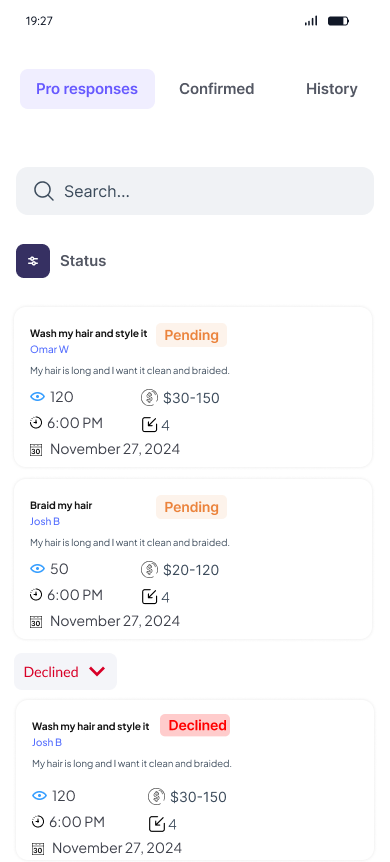 19:27
Pro responses Confirmed History
Search...
Status
Wash my hair and style it Pending
Omar W
My hair is long and I want it clean and braided.
120 $30-150
6:00 PM 4
30 November 27, 2024
Braid my hair Pending
Josh B
My hair is long and I want it clean and braided.
50 $20-120
6:00 PM 4
30 November 27, 2024
Declined
Wash my hair and style it Declined
Josh B
My hair is long and I want it clean and braided.
120 $30-150
6:00 PM 4
30 November 27, 2024